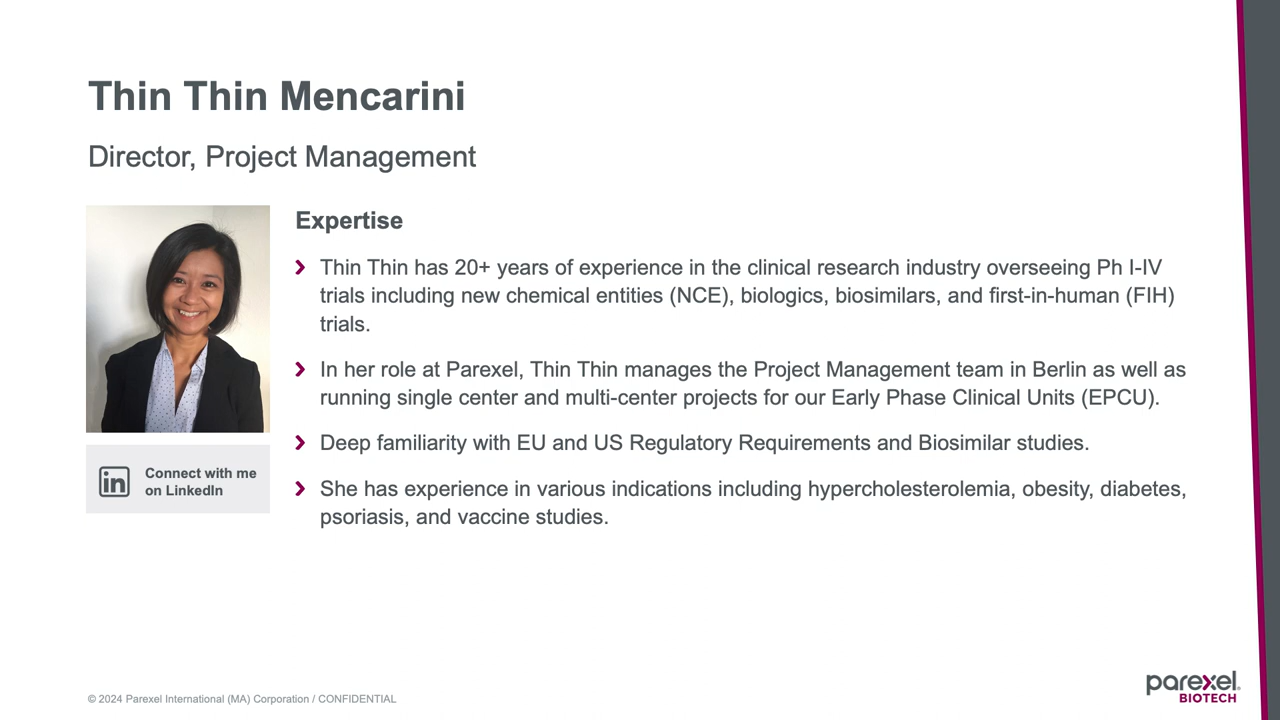 Thin Thin Mencarini
Director, Project Management
Expertise
Thin Thin has 20+ years of experience in the clinical research industry overseeing Ph I-IV
trials including new chemical entities (NCE), biologics, biosimilars, and first-in-human (FIH)
trials.
In her role at Parexel, Thin Thin manages the Project Management team in Berlin as well as
running single center and multi-center projects for our Early Phase Clinical Units (EPCU).
Deep familiarity with EU and US Regulatory Requirements and Biosimilar studies.
She has experience in various indications including hypercholesterolemia, obesity, diabetes,
psoriasis, and vaccine studies.
in
Connect with me
on LinkedIn
© 2024 Parexel International (MA) Corporation / CONFIDENTIAL
parexel®
BIOTECH